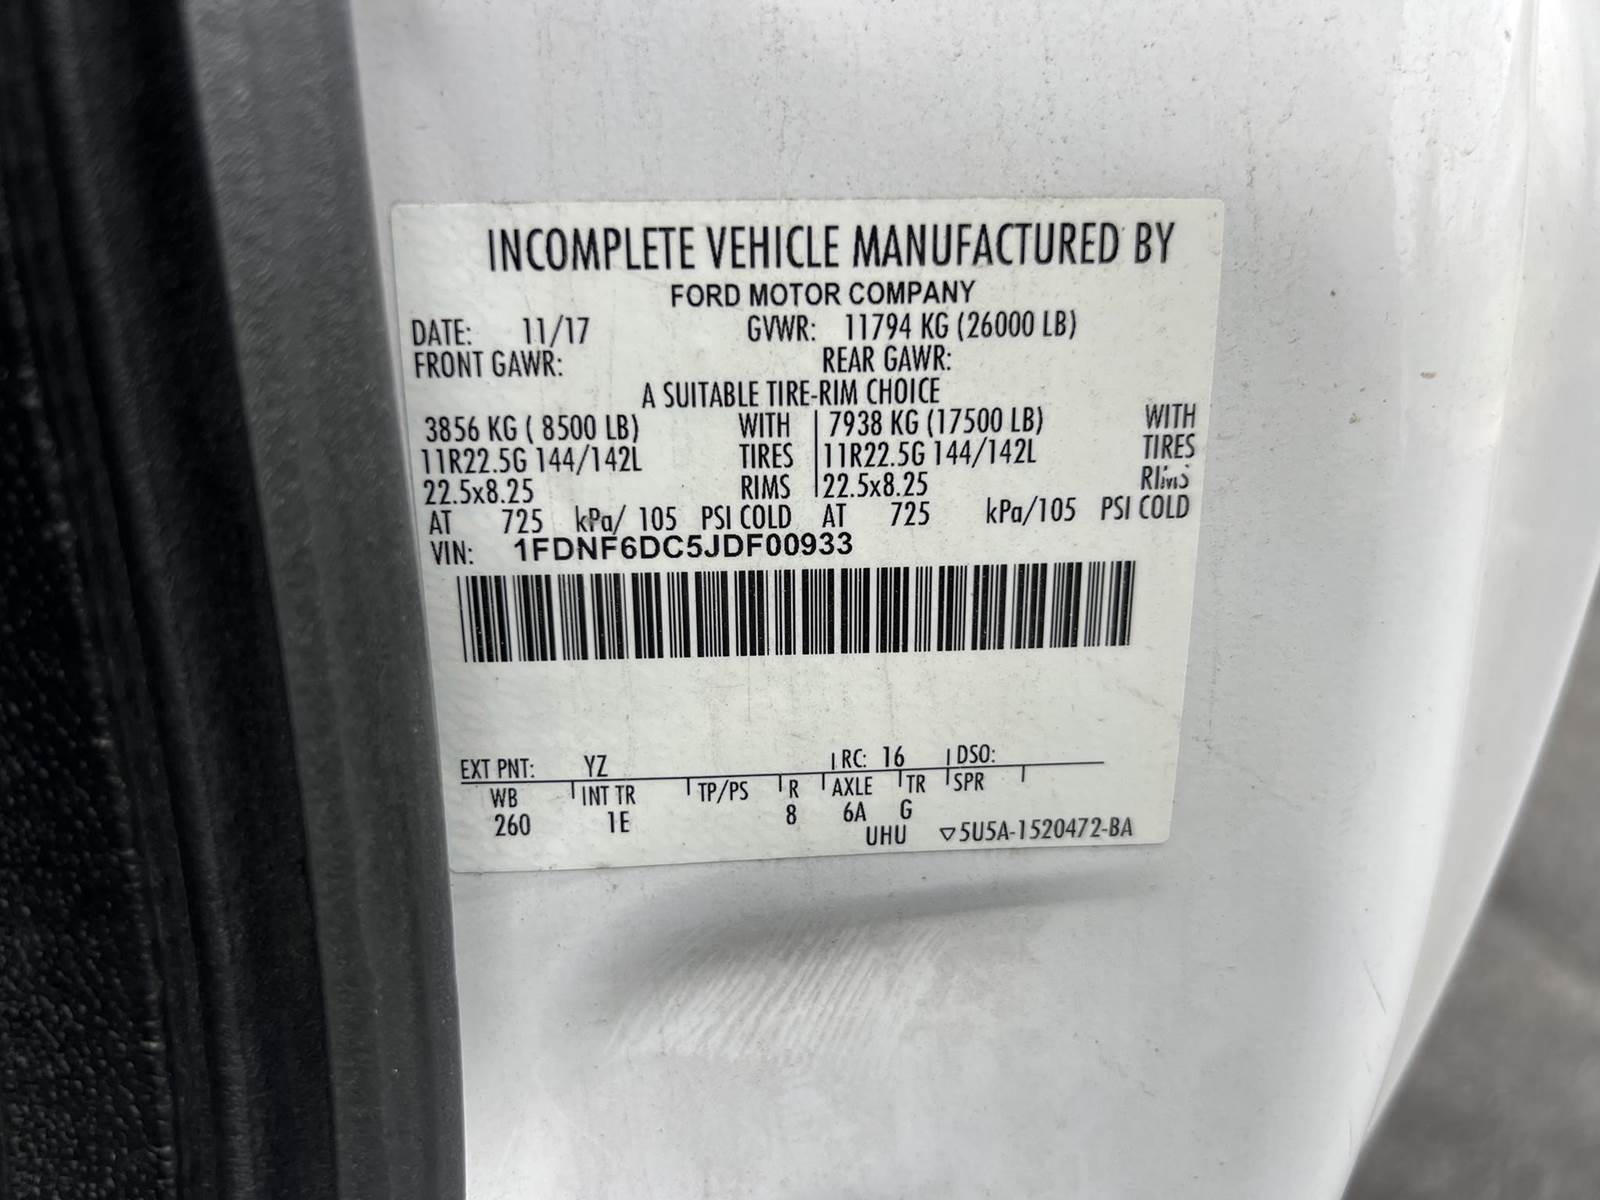 INCOMPLETE VEHICLE MANUFACTURED BY
FORD MOTOR COMPANY
DATE: 11/17 GVWR: 11794 KG (26000 LB)
FRONT GAWR: REAR GAWR:
A SUITABLE TIRE-RIM CHOICE
3856 KG ( 8500 LB) WITH 7938 KG (17500 LB) WITH
11R22.5G 144/142L TIRES 11R22.5G 144/142L TIRES
22.5x8.25 RIMS 22.5x8.25 RIMS
AT 725 kPa/ 105 PSI COLD AT 725 kPa/105 PSI COLD
VIN: 1FDNF6DC5JDF00933
EXT PNT: YZ RC: 16 DSO:
WB INT TR TP/PS R AXLE TR SPR
260 1E 8 6A G
UHU ▽5U5A-1520472-BA